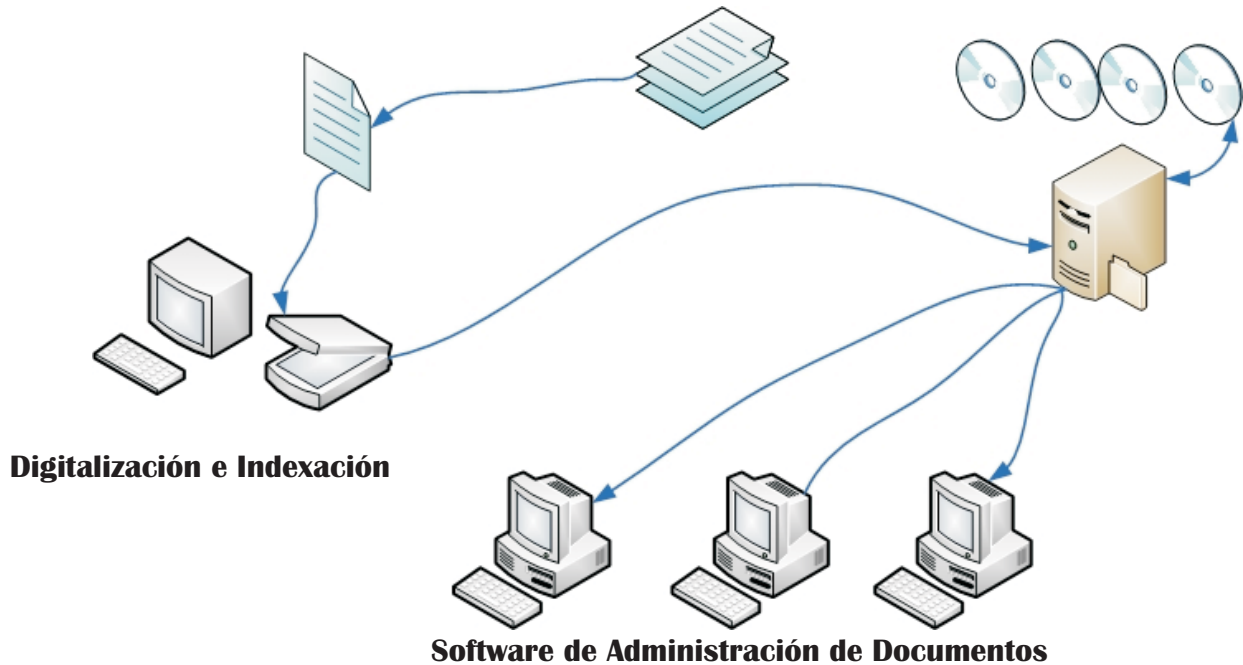 Digitalización e Indexación
Software de Administración de Documentos